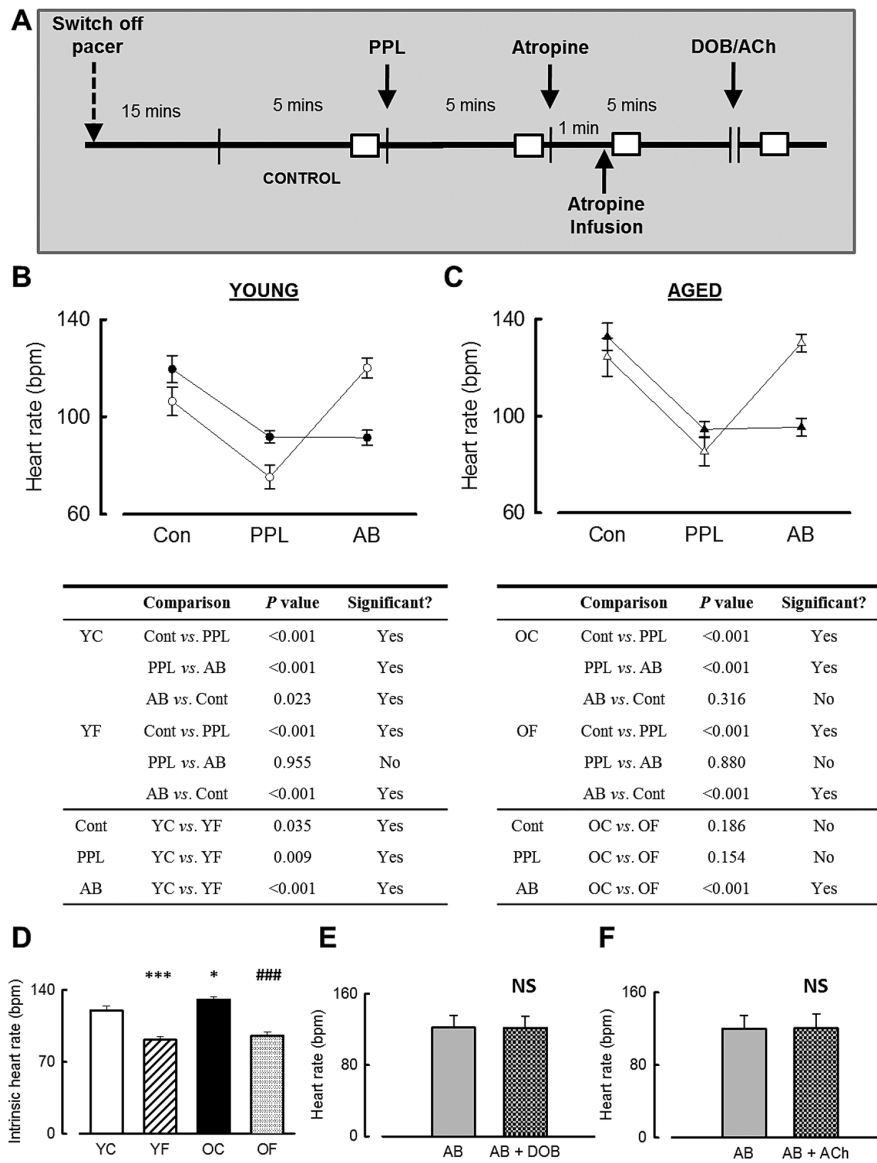 A
Switch off
pacer
PPL
Atropine
DOB/ACh
15 mins
5 mins
5 mins
1 min
5 mins
CONTROL
Atropine
Infusion
B
YOUNG
Heart rate (bpm)
140
100
60
Con PPL AB
C
AGED
Heart rate (bpm)
140
100
60
Con PPL AB
Comparison P value Significant?
YC Cont vs. PPL <0.001 Yes
PPL vs. AB <0.001 Yes
AB vs. Cont 0.023 Yes
YF Cont vs. PPL <0.001 Yes
PPL vs. AB 0.955 No
AB vs. Cont <0.001 Yes
Cont YC vs. YF 0.035 Yes
PPL YC vs. YF 0.009 Yes
AB YC vs. YF <0.001 Yes
Comparison P value Significant?
OC Cont vs. PPL <0.001 Yes
PPL vs. AB <0.001 Yes
AB vs. Cont 0.316 No
OF Cont vs. PPL <0.001 Yes
PPL vs. AB 0.880 No
AB vs. Cont <0.001 Yes
Cont OC vs. OF 0.186 No
PPL OC vs. OF 0.154 No
AB OC vs. OF <0.001 Yes
D
Intrinsic heart rate (bpm)
140
70
0
*** * ###
YC YF OC OF
E
Heart rate (bpm)
160
80
0
NS
AB AB + DOB
F
Heart rate (bpm)
160
80
0
NS
AB AB + ACh